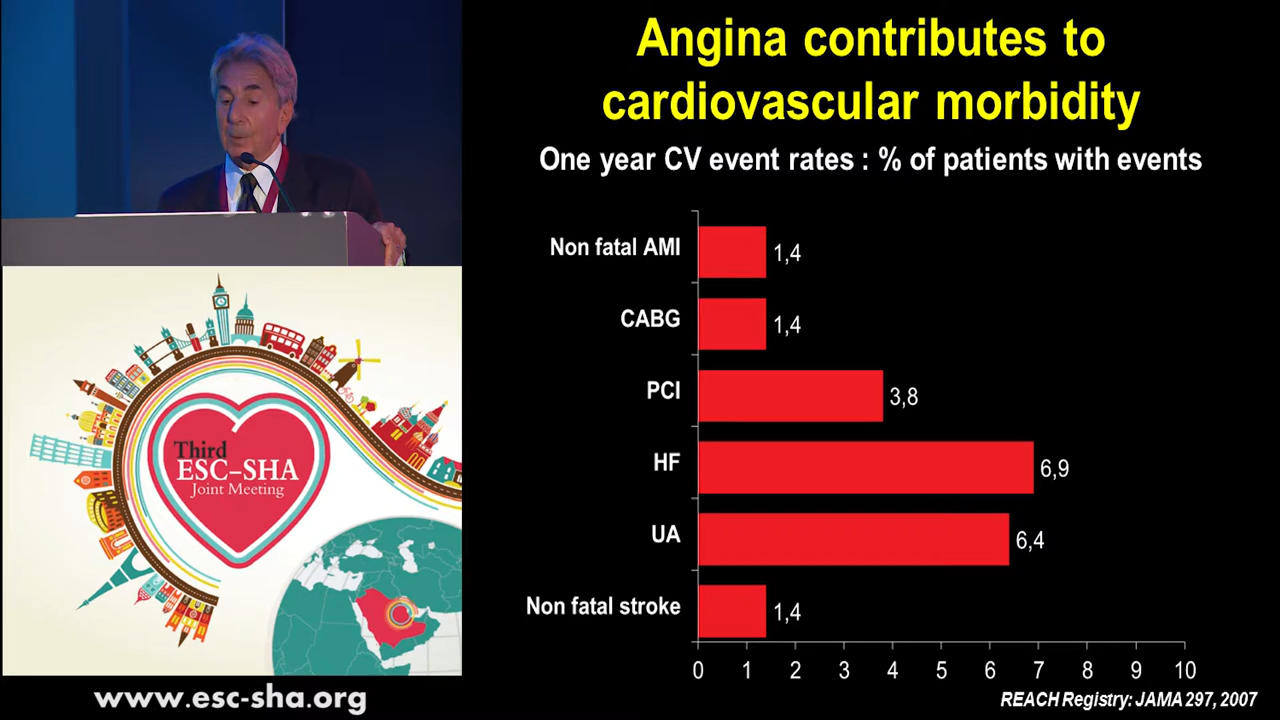 Angina contributes to
cardiovascular morbidity
One year CV event rates : % of patients with events
Non fatal AMI 1,4
CABG 1,4
PCI 3,8
HF 6,9
UA 6,4
Non fatal stroke 1,4
0 1 2 3 4 5 6 7 8 9 10
REACH Registry: JAMA 297, 2007
Third
ESC-SHA
Joint Meeting
www.esc-sha.org